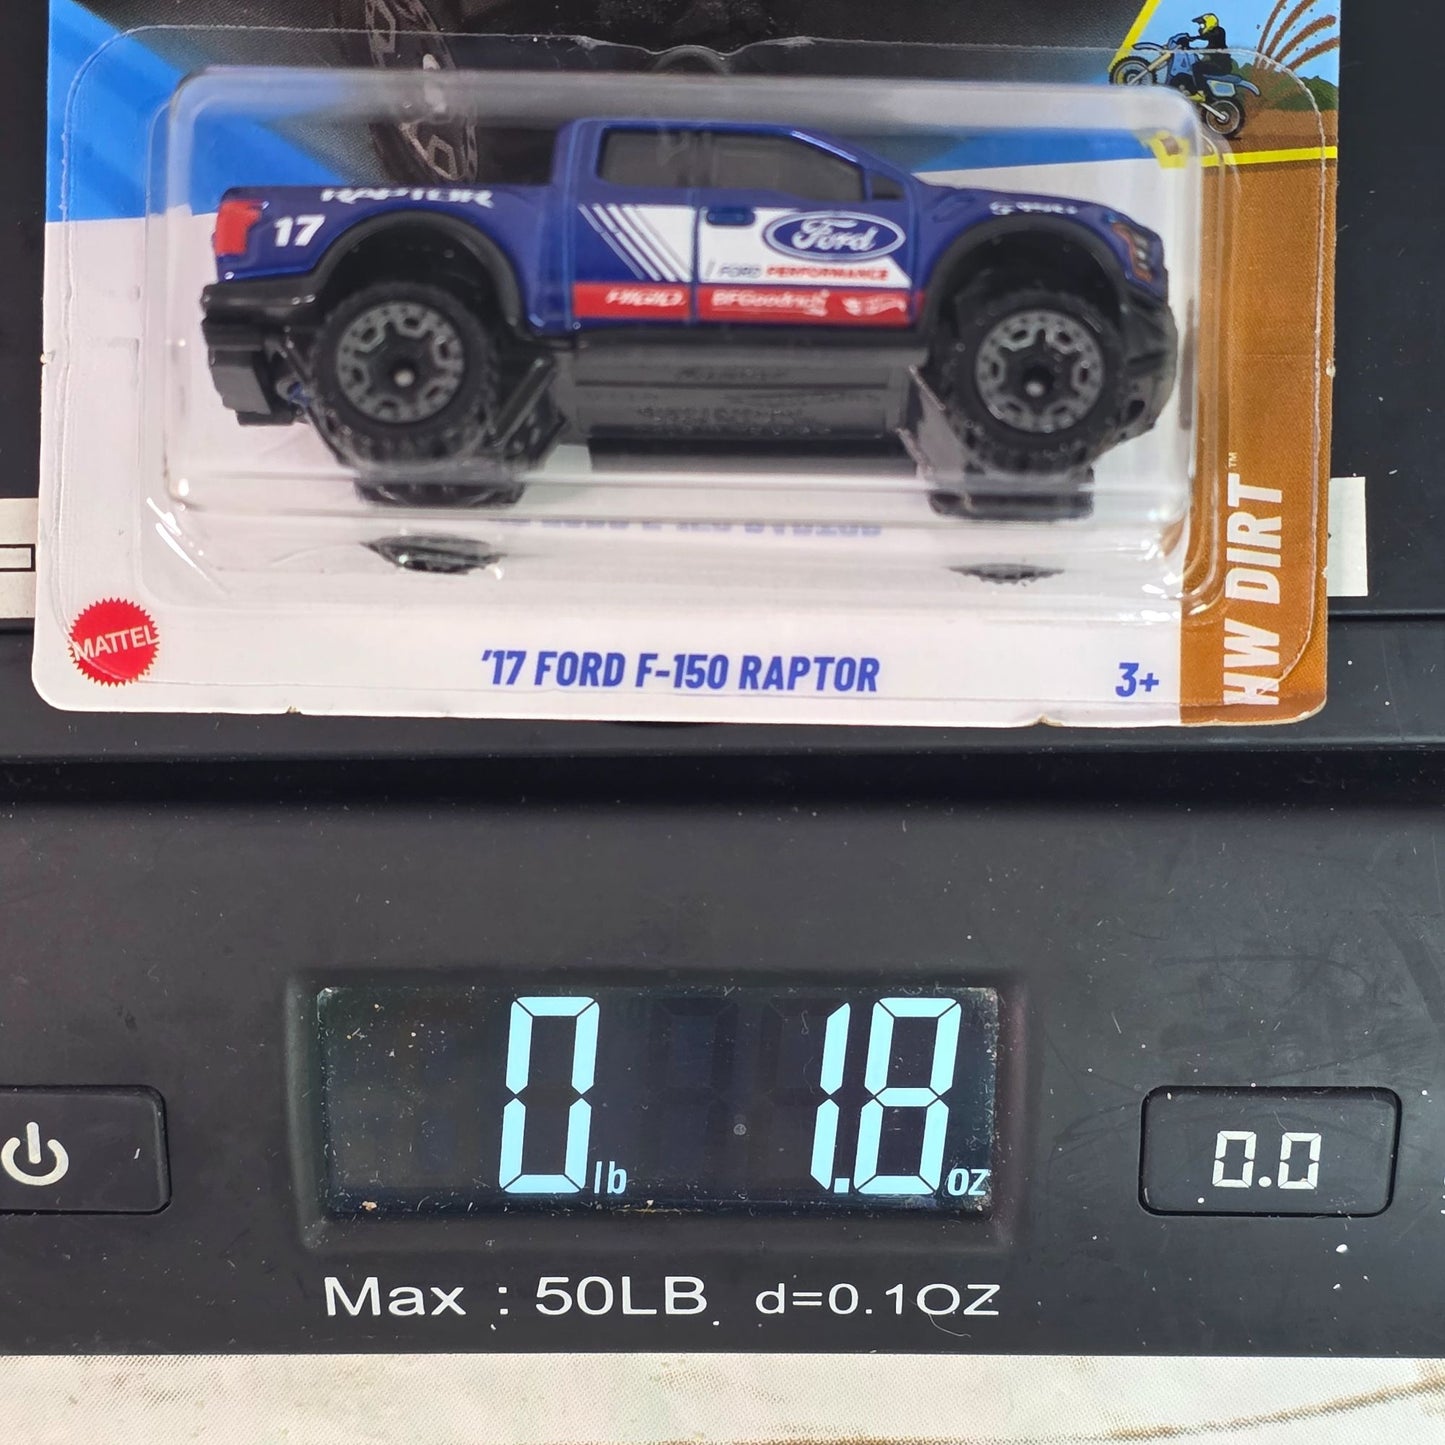 RAPTOR
17
Ford
FORD PERFORMANCE
BFGoodrich
HW DIRT™
MATTEL
'17 FORD F-150 RAPTOR
3+
0 lb 1.8 oz
0.0
Max : 50LB d=0.1OZ